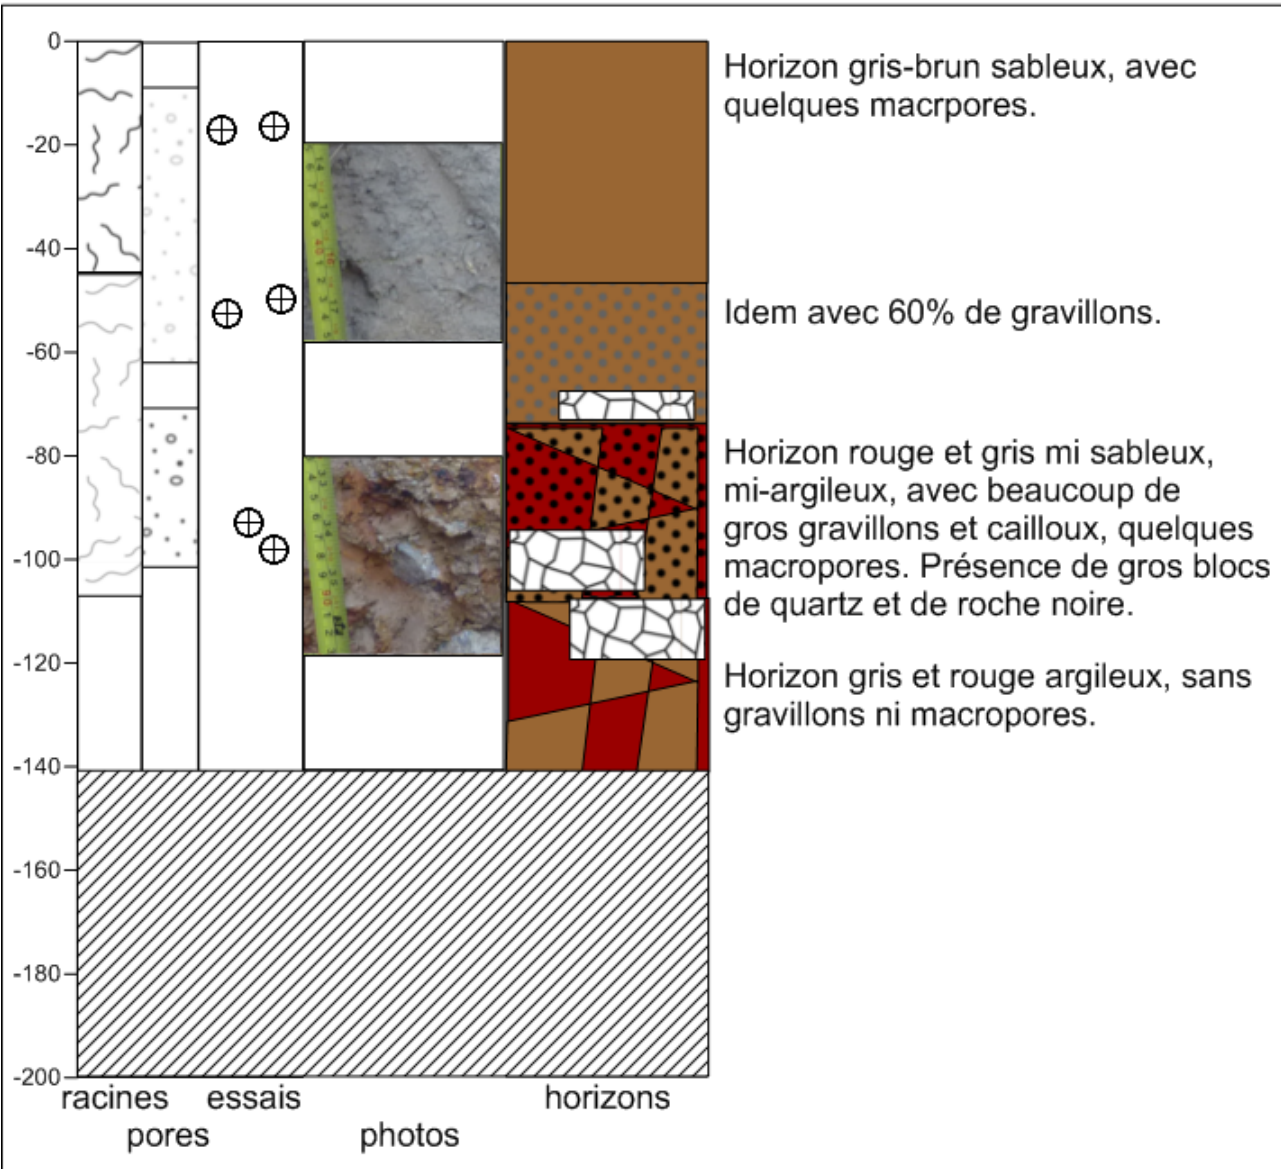 0
Horizon gris-brun sableux, avec
quelques macrpores.
-20
-40
Idem avec 60% de gravillons.
-60
-80
Horizon rouge et gris mi sableux,
mi-argileux, avec beaucoup de
gros gravillons et cailloux, quelques
macropores. Présence de gros blocs
de quartz et de roche noire.
-100
-120
Horizon gris et rouge argileux, sans
gravillons ni macropores.
-140
-160
-180
-200
racines
essais
horizons
pores
photos